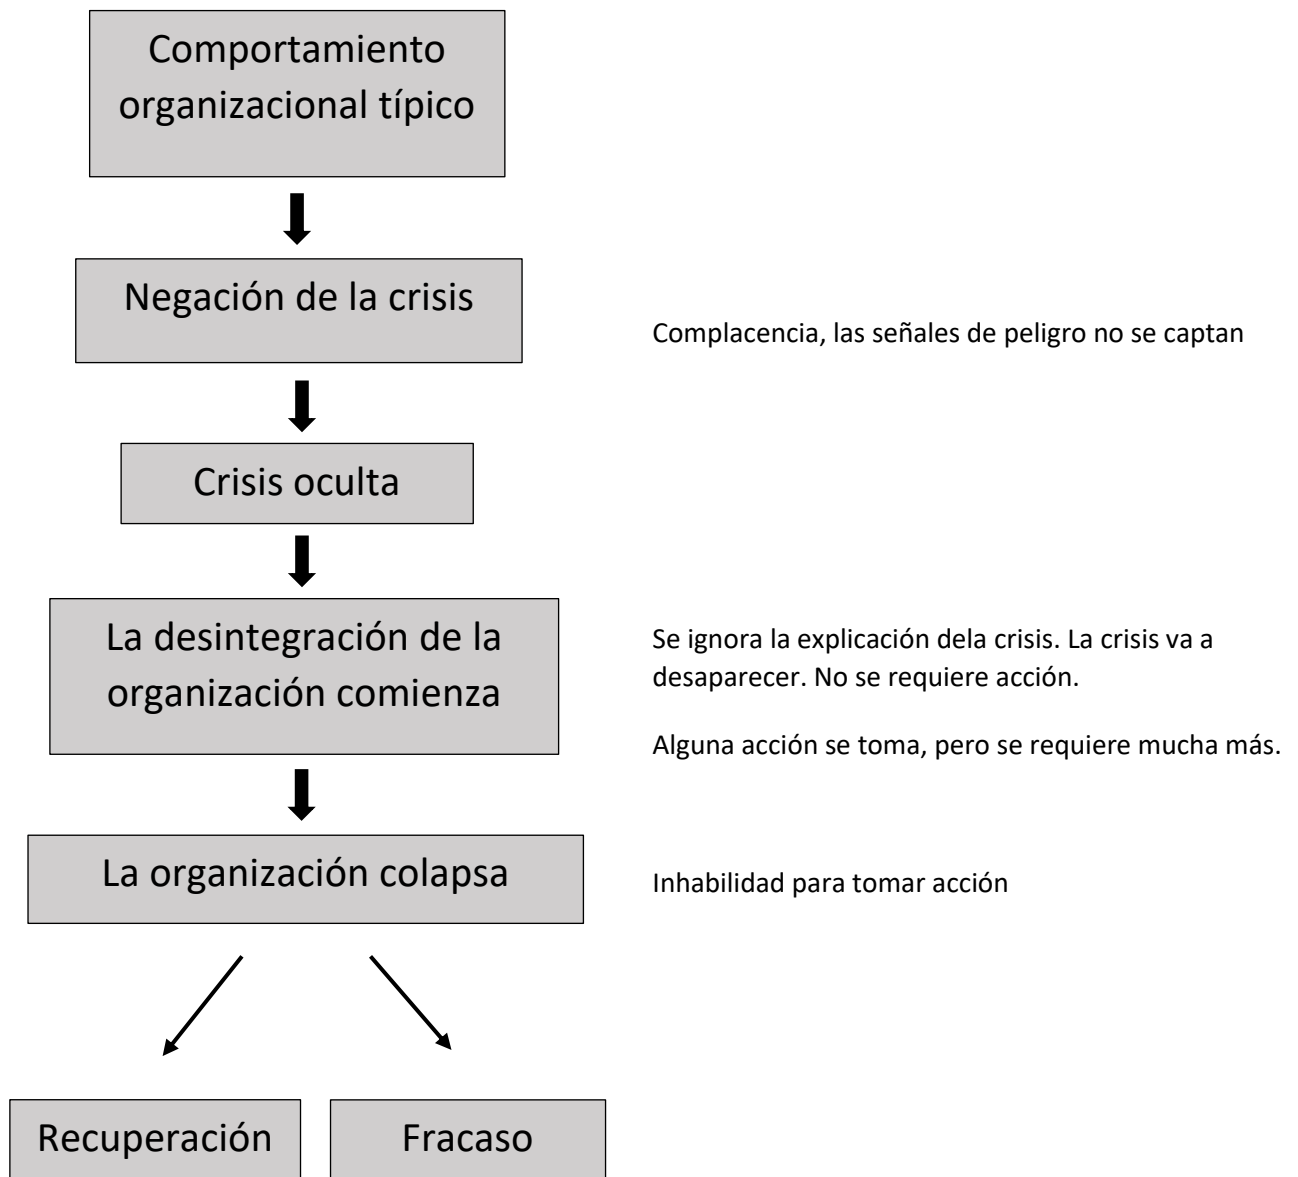 Comportamiento
organizacional típico
Negación de la crisis
Complacencia, las señales de peligro no se captan
Crisis oculta
La desintegración de la
organización comienza
Se ignora la explicación dela crisis. La crisis va a
desaparecer. No se requiere acción.
Alguna acción se toma, pero se requiere mucha más.
La organización colapsa
Inhabilidad para tomar acción
Recuperación
Fracaso